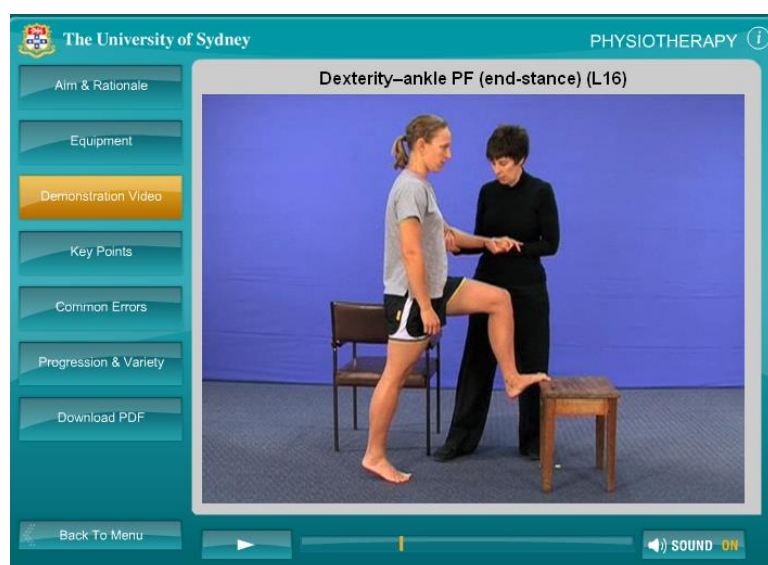 The University of Sydney
PHYSIOTHERAPY i
Aim & Rationale
Equipment
Demonstration Video
Key Points
Common Errors
Progression & Variety
Download PDF
Back To Menu
Dexterity–ankle PF (end-stance) (L16)
SOUND ON